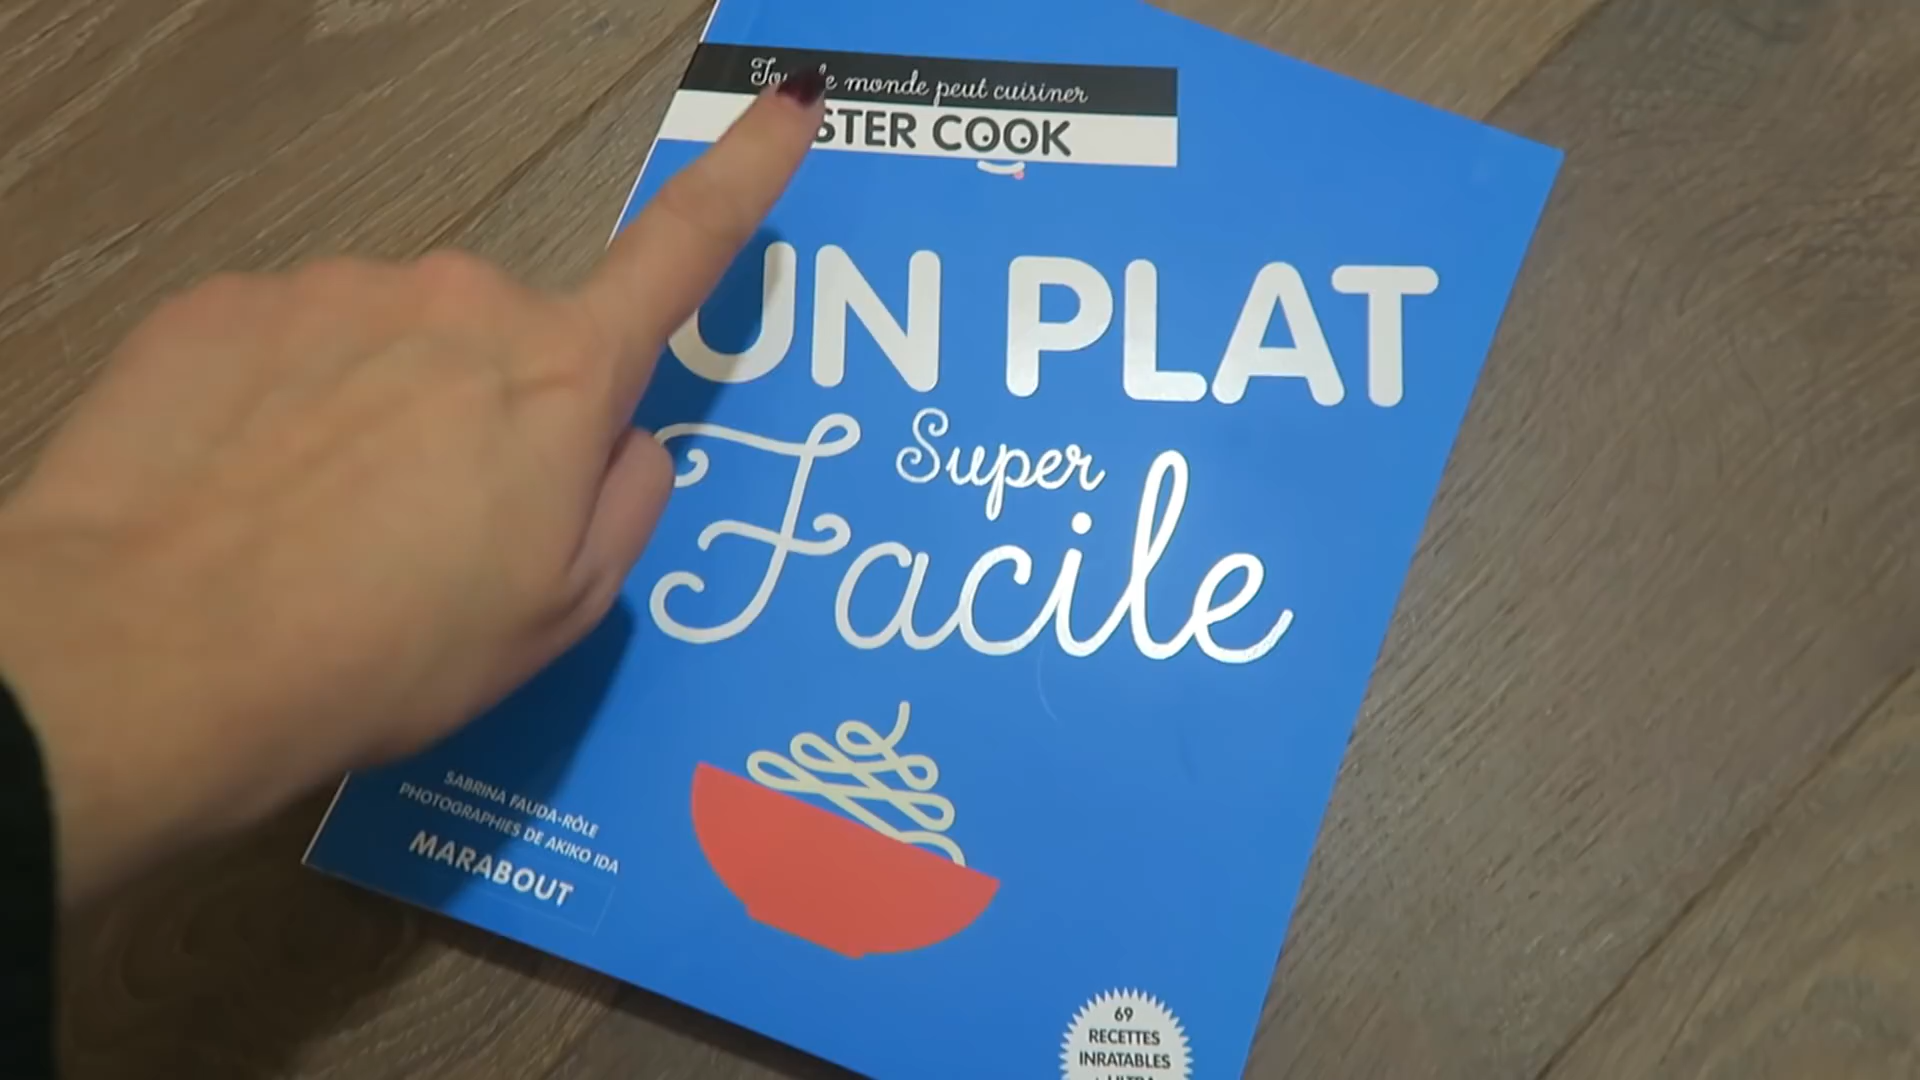 le monde peut cuisiner
COOK
UN PLAT
Super
Facile
SABRINA FAUDA-RÔLE
PHOTOGRAPHIES DE AKIKO IDA
MARABOUT
69
RECETTES
INRATABLES